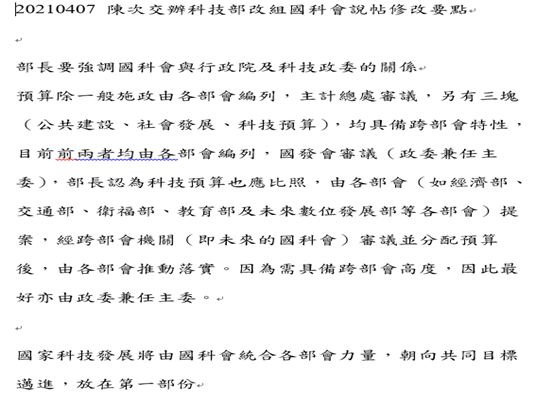 20210407 陳次交辦科技部改組國科會說帖修改要點
部長要強調國科會與行政院及科技政委的關係
預算除一般施政由各部會編列，主計總處審議，另有三塊
（公共建設、社會發展、科技預算），均具備跨部會特性，
目前前兩者均由各部會編列，國發會審議（政委兼任主
委），部長認為科技預算也應比照，由各部會（如經濟部、
交通部、衛福部、教育部及未來數位發展部等各部會）提
案，經跨部會機關（即未來的國科會）審議並分配預算
後，由各部會推動落實。因為需具備跨部會高度，因此最
好亦由政委兼任主委。
國家科技發展將由國科會統合各部會力量，朝向共同目標
邁進，放在第一部份